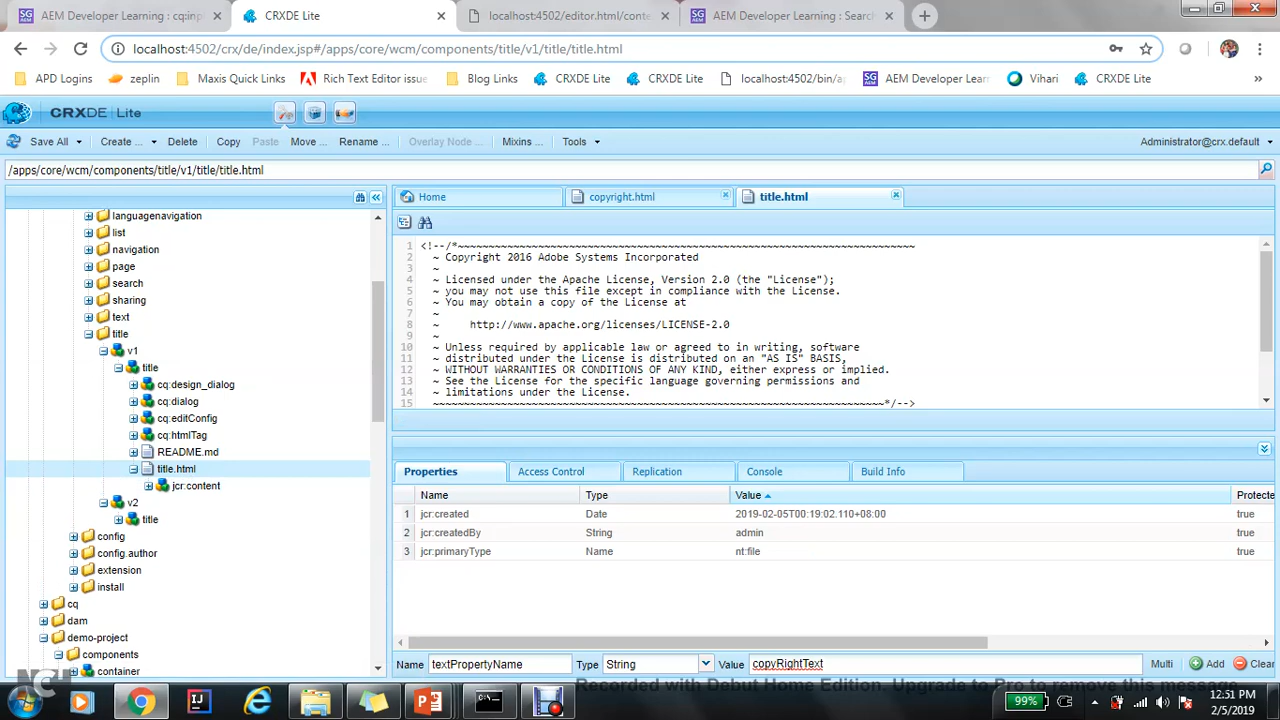 AEM Developer Learning : cq:inp
CRXDE Lite
localhost:4502/editor.html/conte
AEM Developer Learning : Search
localhost:4502/crx/de/index.jsp#/apps/core/wcm/components/title/v1/title/title.html
APD Logins
zeplin
Maxis Quick Links
Rich Text Editor issue
Blog Links
CRXDE Lite
CRXDE Lite
localhost:4502/bin/a
AEM Developer Learn
Vihari
CRXDE Lite
»
CRXDE | Lite
Save All
Create ...
Delete
Copy
Paste
Move ...
Rename ...
Overlay Node ...
Mixins ...
Tools
Administrator@crx.default
/apps/core/wcm/components/title/v1/title/title.html
languagenavigation
list
navigation
page
search
sharing
text
title
v1
title
cq:design_dialog
cq:dialog
cq:editConfig
cq:htmlTag
README.md
title.html
jcr:content
v2
title
config
config.author
extension
install
cq
dam
demo-project
components
container
Home
copyright.html
title.html
1 <!--/*~~~~~~~~~~~~~~~~~~~~~~~~~~~~~~~~~~~~~~~~~~~~~~~~~~~~~~~~~~~~~~~~~~~~~~~~~~~
2 ~ Copyright 2016 Adobe Systems Incorporated
3 ~
4 ~ Licensed under the Apache License, Version 2.0 (the "License");
5 ~ you may not use this file except in compliance with the License.
6 ~ You may obtain a copy of the License at
7 ~
8 ~ http://www.apache.org/licenses/LICENSE-2.0
9 ~
10 ~ Unless required by applicable law or agreed to in writing, software
11 ~ distributed under the License is distributed on an "AS IS" BASIS,
12 ~ WITHOUT WARRANTIES OR CONDITIONS OF ANY KIND, either express or implied.
13 ~ See the License for the specific language governing permissions and
14 ~ limitations under the License.
15 ~~~~~~~~~~~~~~~~~~~~~~~~~~~~~~~~~~~~~~~~~~~~~~~~~~~~~~~~~~~~~~~~~~~~~~~~~~*/-->
Properties
Access Control
Replication
Console
Build Info
Name Type Value Protecte
1 jcr:created Date 2019-02-05T00:19:02.110+08:00 true
2 jcr:createdBy String admin true
3 jcr:primaryType Name nt:file true
Name textPropertyName Type String Value copyRightText Multi Add Clear
Recorded with Debut Home Edition. Upgrade to Pro to remove this message.
NCH
99%
12:51 PM
2/5/2019